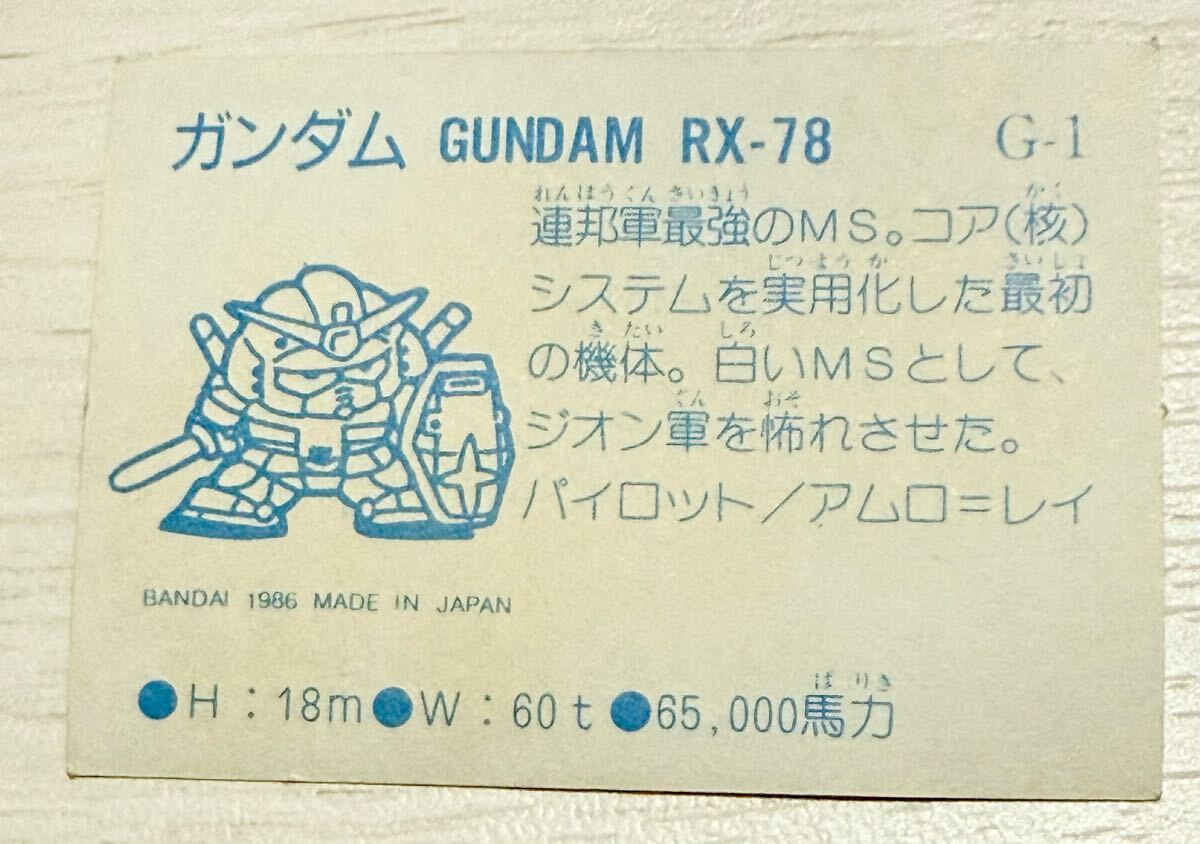 ガンダム GUNDAM RX-78 G-1
れんぽうぐんさいきょう かく
連邦軍最強のMS。コア(核)
じつようか さいしょ
システムを実用化した最初
きたい しろ
の機体。白いMSとして、
ぐん おそ
ジオン軍を怖れさせた。
パイロット/アムロ=レイ
BANDAI 1986 MADE IN JAPAN
ばりき
●H:18m●W:60t●65,000馬力